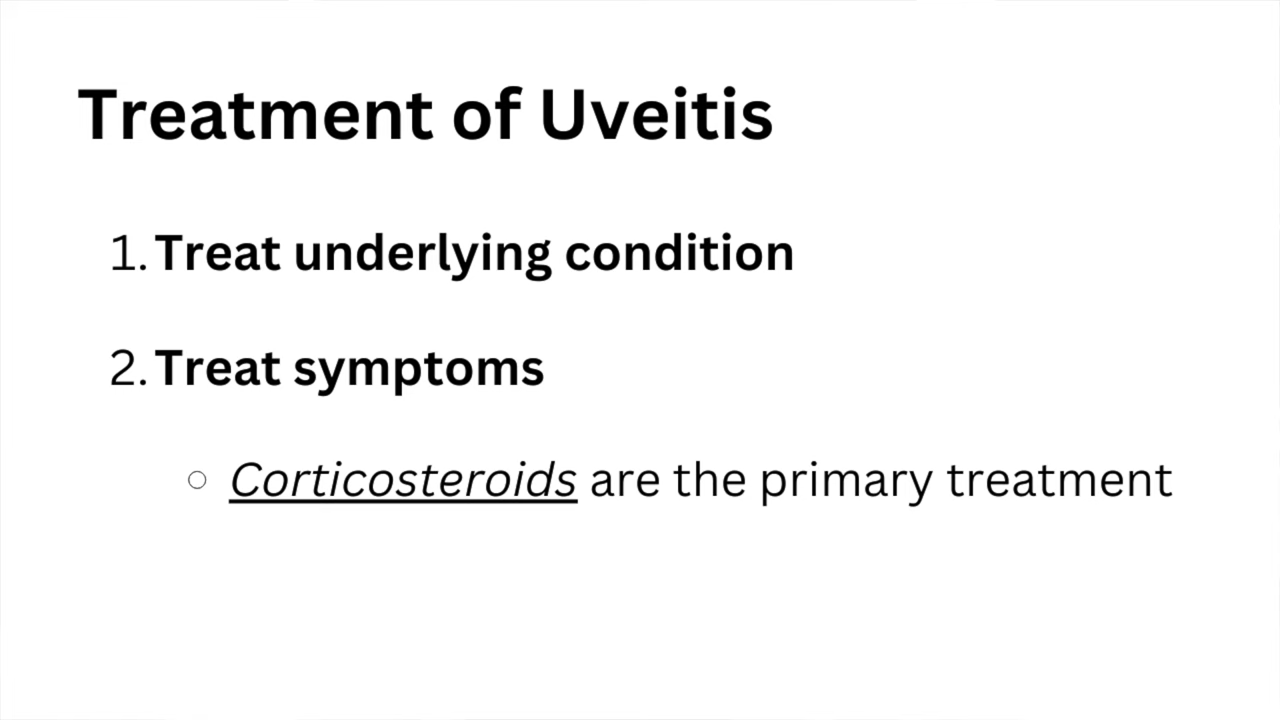 Treatment of Uveitis
1. Treat underlying condition
2. Treat symptoms
○ Corticosteroids are the primary treatment